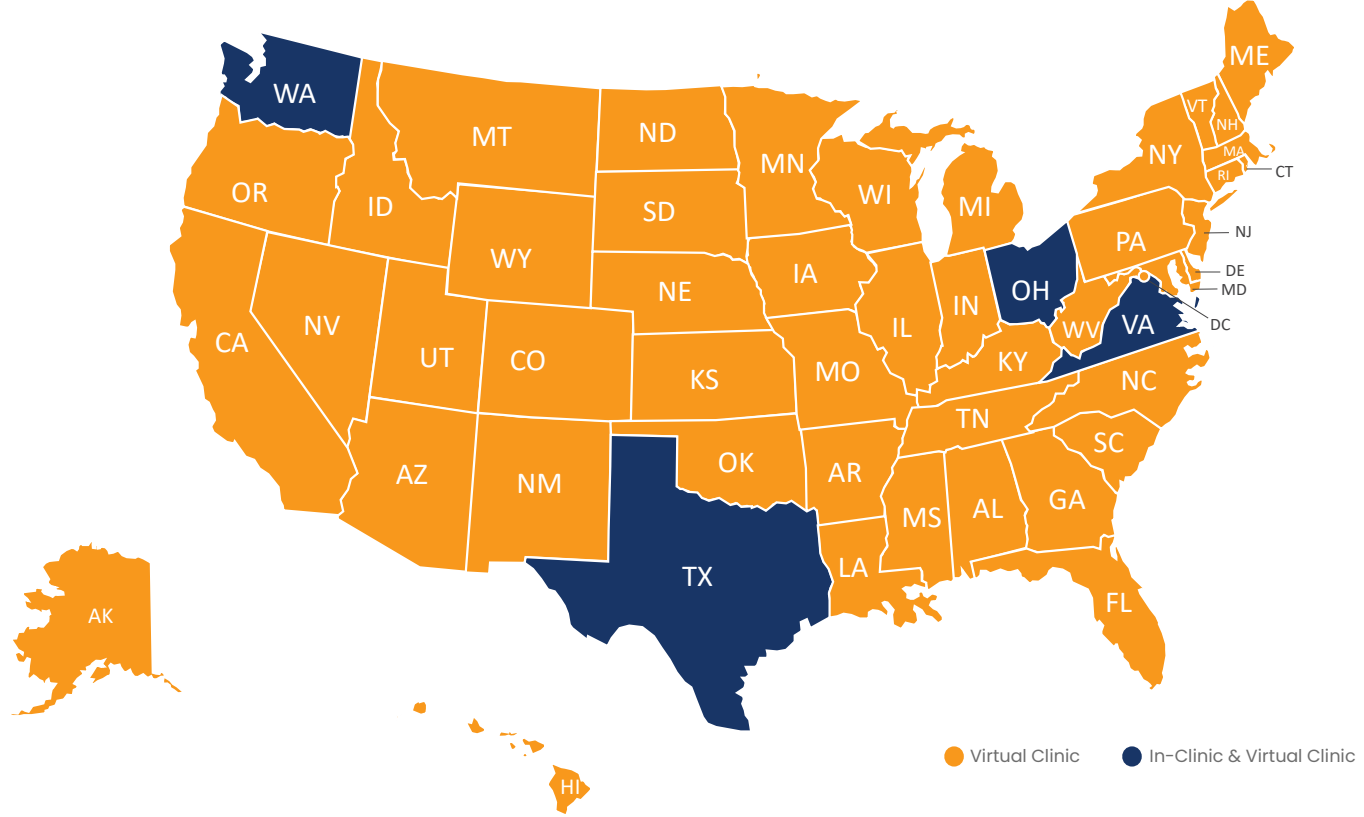 ME
WA
VT
NH
MT
ND
MN
NY
MA
CT
RI
OR
ID
SD
WI
MI
WY
PA
NJ
IA
DE
NE
OH
MD
IN
NV
IL
WV
VA
DC
CA
UT
CO
KY
MO
KS
NC
TN
SC
OK
AZ
NM
AR
GA
MS
AL
LA
TX
FL
AK
Virtual Clinic
In-Clinic & Virtual Clinic
HI